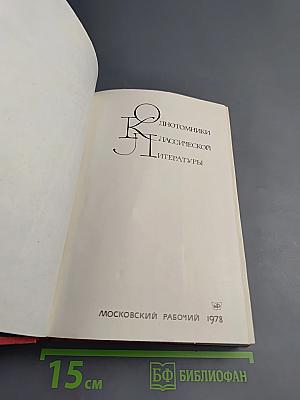 ОДНОТОМНИКИ
КЛАССИЧЕСКОЙ
ЛИТЕРАТУРЫ
МОСКОВСКИЙ РАБОЧИЙ 1978
15 см
БФ БИБЛИОФАН